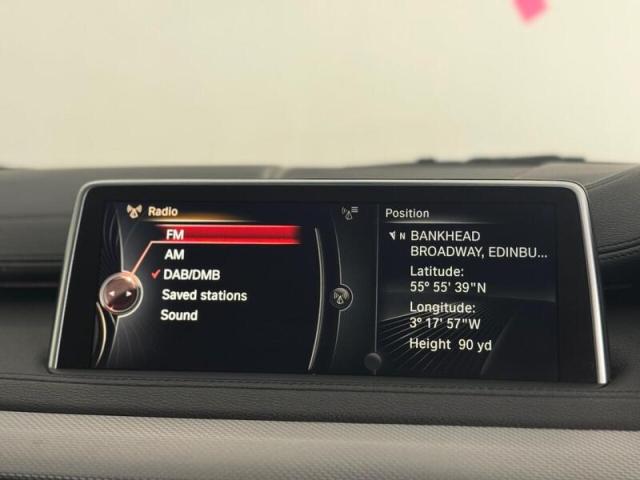 Radio
FM
AM
DAB/DMB
Saved stations
Sound
Position
N BANKHEAD
BROADWAY, EDINBU...
Latitude:
55° 55' 39"N
Longitude:
3° 17' 57"W
Height 90 yd